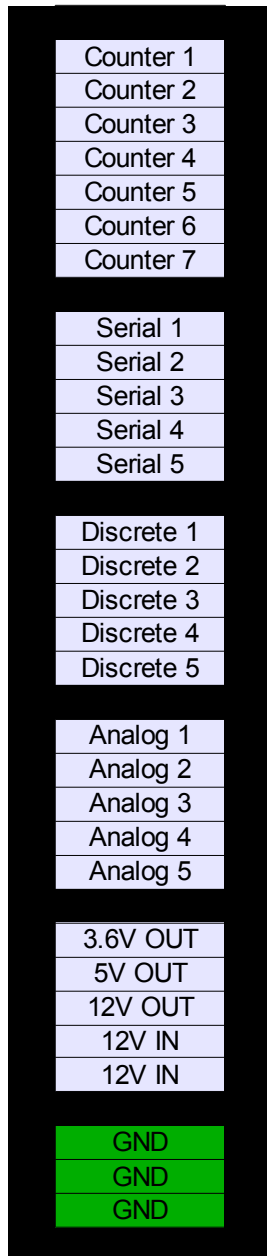 Counter 1
Counter 2
Counter 3
Counter 4
Counter 5
Counter 6
Counter 7
Serial 1
Serial 2
Serial 3
Serial 4
Serial 5
Discrete 1
Discrete 2
Discrete 3
Discrete 4
Discrete 5
Analog 1
Analog 2
Analog 3
Analog 4
Analog 5
3.6V OUT
5V OUT
12V OUT
12V IN
12V IN
GND
GND
GND